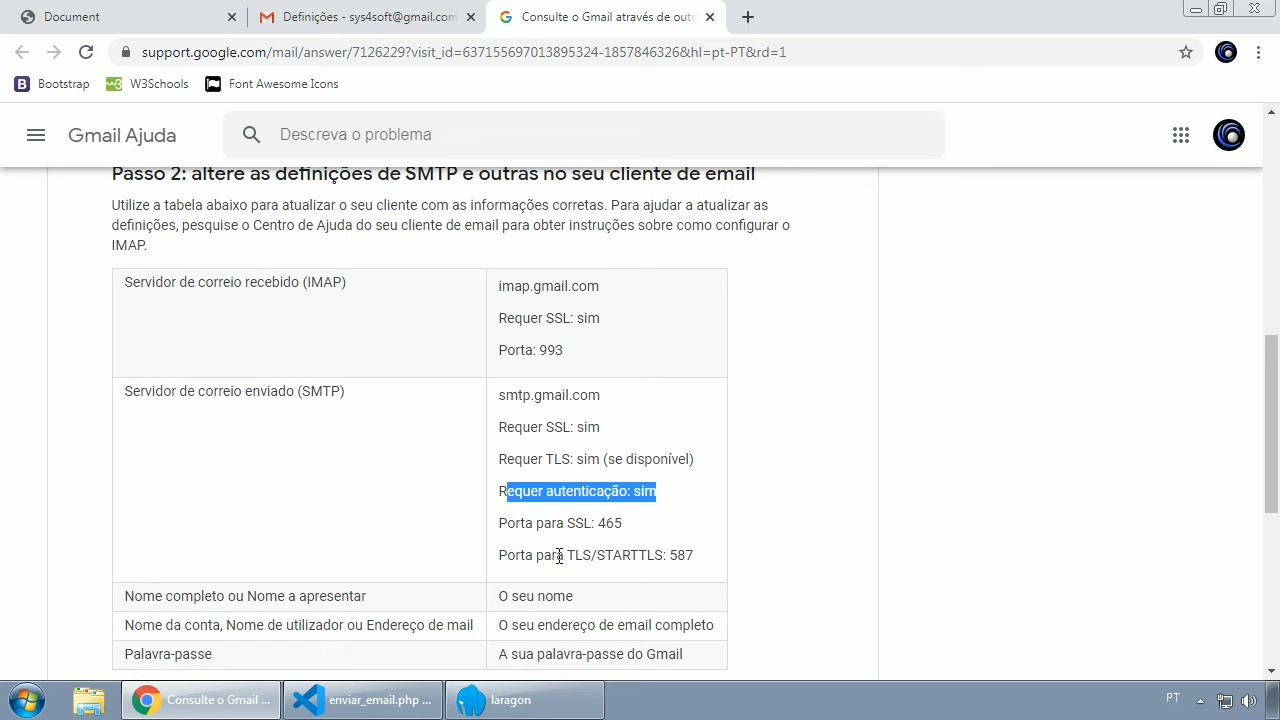 Document
Definições - sys4soft@gmail.com
Consulte o Gmail através de outr
support.google.com/mail/answer/7126229?visit_id=637155697013895324-1857846326&hl=pt-PT&rd=1
Bootstrap
W3Schools
Font Awesome Icons
Gmail Ajuda
Descreva o problema
Passo 2: altere as definições de SMTP e outras no seu cliente de email
Utilize a tabela abaixo para atualizar o seu cliente com as informações corretas. Para ajudar a atualizar as
definições, pesquise o Centro de Ajuda do seu cliente de email para obter instruções sobre como configurar o
IMAP.
Servidor de correio recebido (IMAP)
imap.gmail.com
Requer SSL: sim
Porta: 993
Servidor de correio enviado (SMTP)
smtp.gmail.com
Requer SSL: sim
Requer TLS: sim (se disponível)
Requer autenticação: sim
Porta para SSL: 465
Porta para TLS/STARTTLS: 587
Nome completo ou Nome a apresentar
O seu nome
Nome da conta, Nome de utilizador ou Endereço de mail
O seu endereço de email completo
Palavra-passe
A sua palavra-passe do Gmail
Consulte o Gmail ...
enviar_email.php ...
laragon
PT